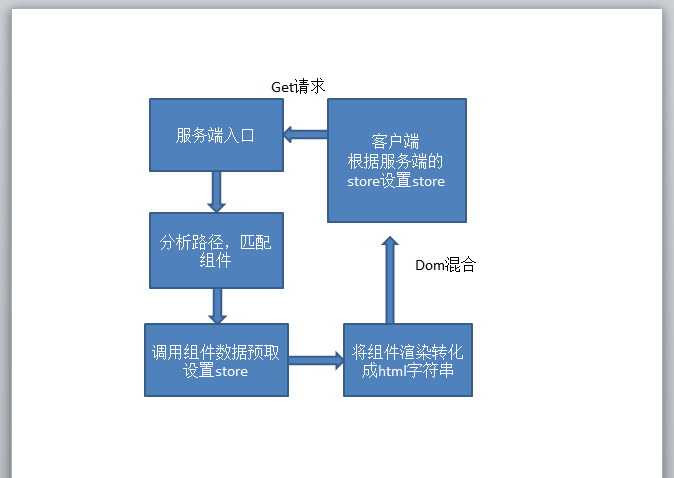 Get请求
服务端入口
客户端
根据服务端的
store设置store
分析路径，匹配
组件
Dom混合
调用组件数据预取
设置store
将组件渲染转化
成html字符串